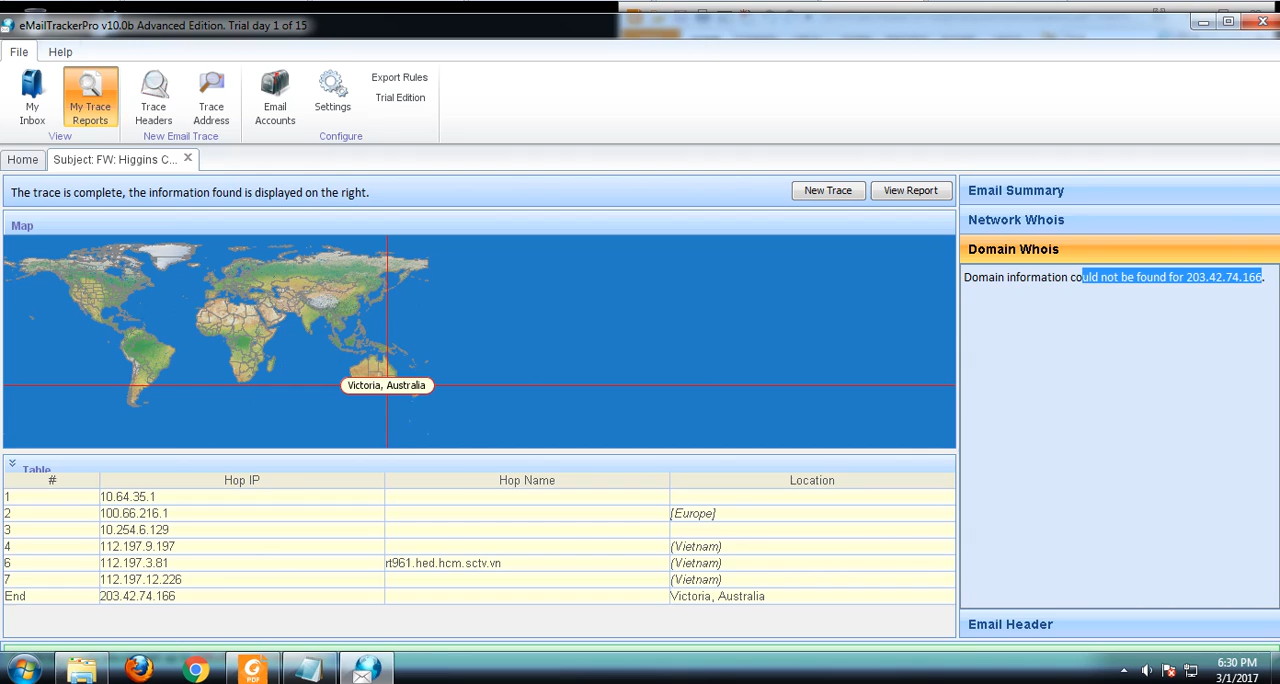 eMailTrackerPro v10.0b Advanced Edition. Trial day 1 of 15
File Help
My Inbox
My Trace Reports
Trace Headers
Trace Address
Email Accounts
Settings
Export Rules
Trial Edition
View New Email Trace Configure
Home Subject: FW: Higgins C...
The trace is complete, the information found is displayed on the right.
New Trace View Report
Email Summary
Network Whois
Domain Whois
Domain information could not be found for 203.42.74.166.
Map
Victoria, Australia
Table
# Hop IP Hop Name Location
1 10.64.35.1
2 100.66.216.1 [Europe]
3 10.254.6.129
4 112.197.9.197 (Vietnam)
6 112.197.3.81 rt961.hed.hcm.sctv.vn (Vietnam)
7 112.197.12.226 (Vietnam)
End 203.42.74.166 Victoria, Australia
Email Header
PDF
6:30 PM
3/1/2017